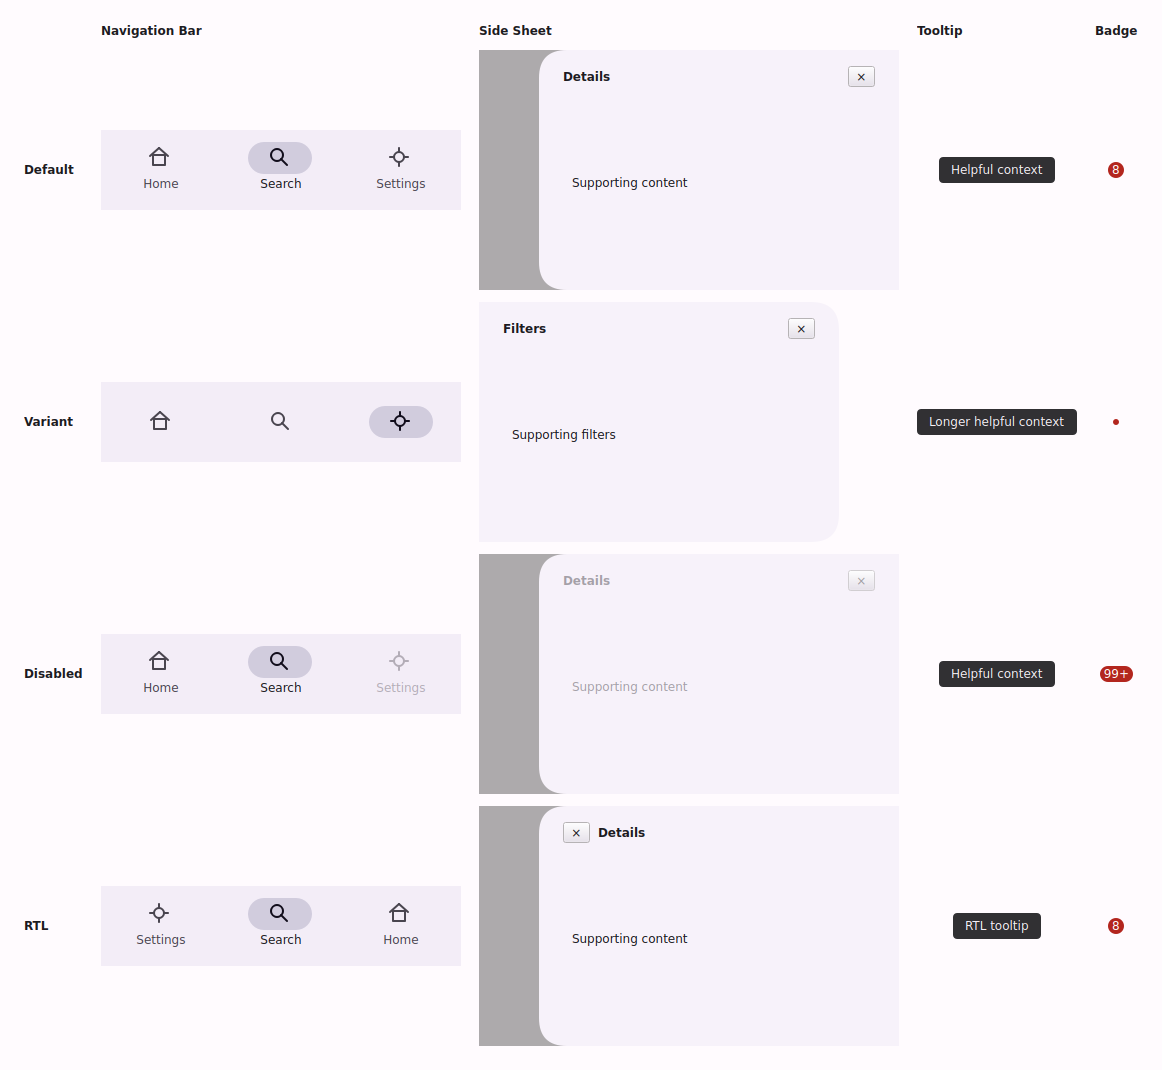 Navigation Bar
Side Sheet
Tooltip
Badge
Default
Home
Search
Settings
Details
×
Supporting content
Helpful context
8
Variant
Filters
×
Supporting filters
Longer helpful context
Disabled
Home
Search
Settings
Details
×
Supporting content
Helpful context
99+
RTL
Settings
Search
Home
× Details
Supporting content
RTL tooltip
8